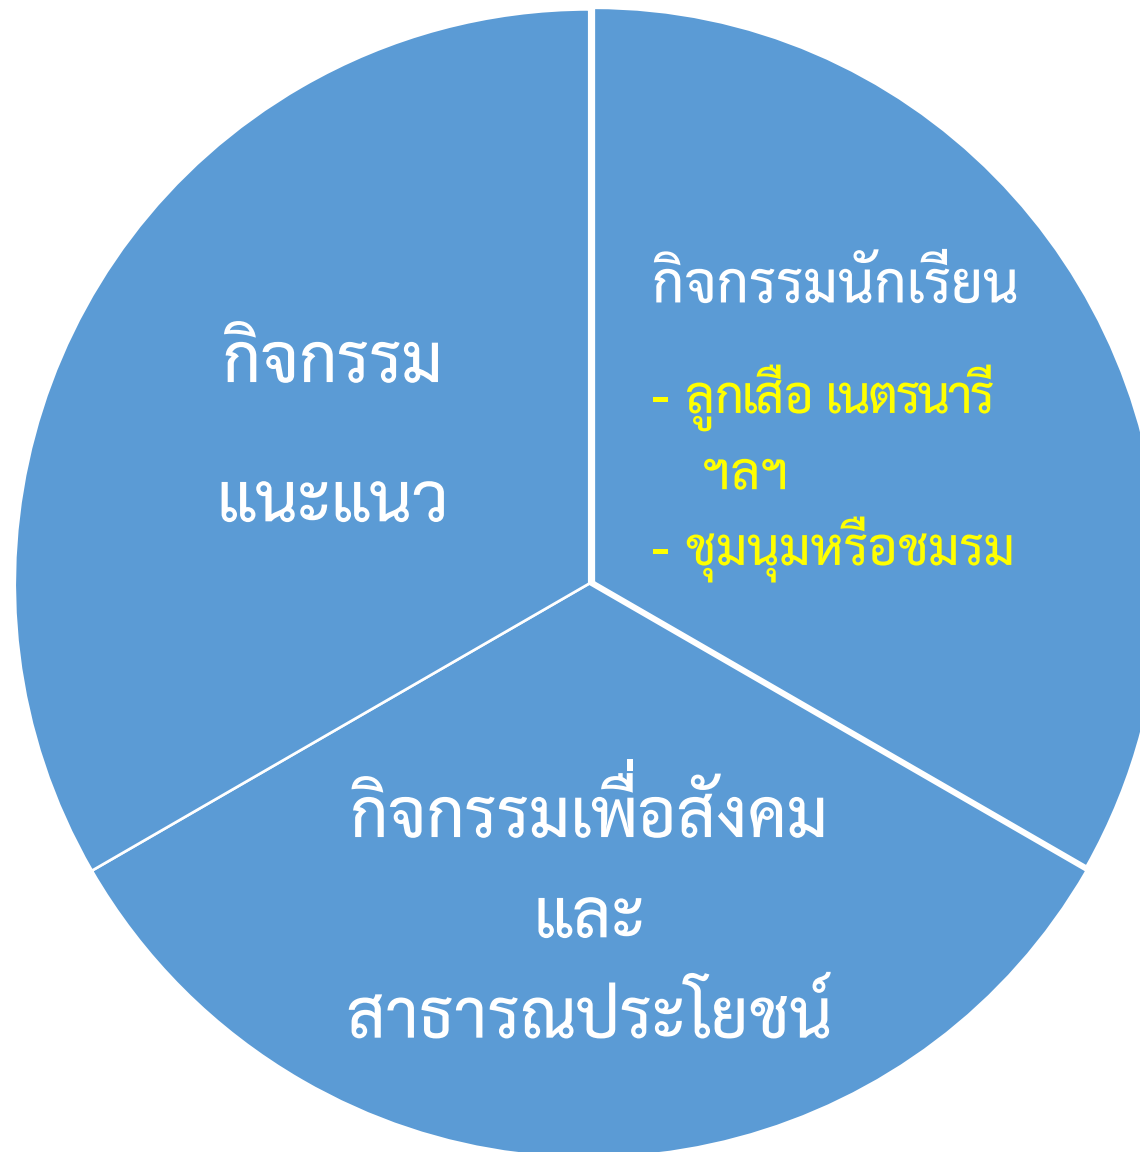 กิจกรรม
แนะแนว
กิจกรรมนักเรียน
- ลูกเสือ เนตรนารี
ฯลฯ
- ชุมนุมหรือชมรม
กิจกรรมเพื่อสังคม
และ
สาธารณประโยชน์